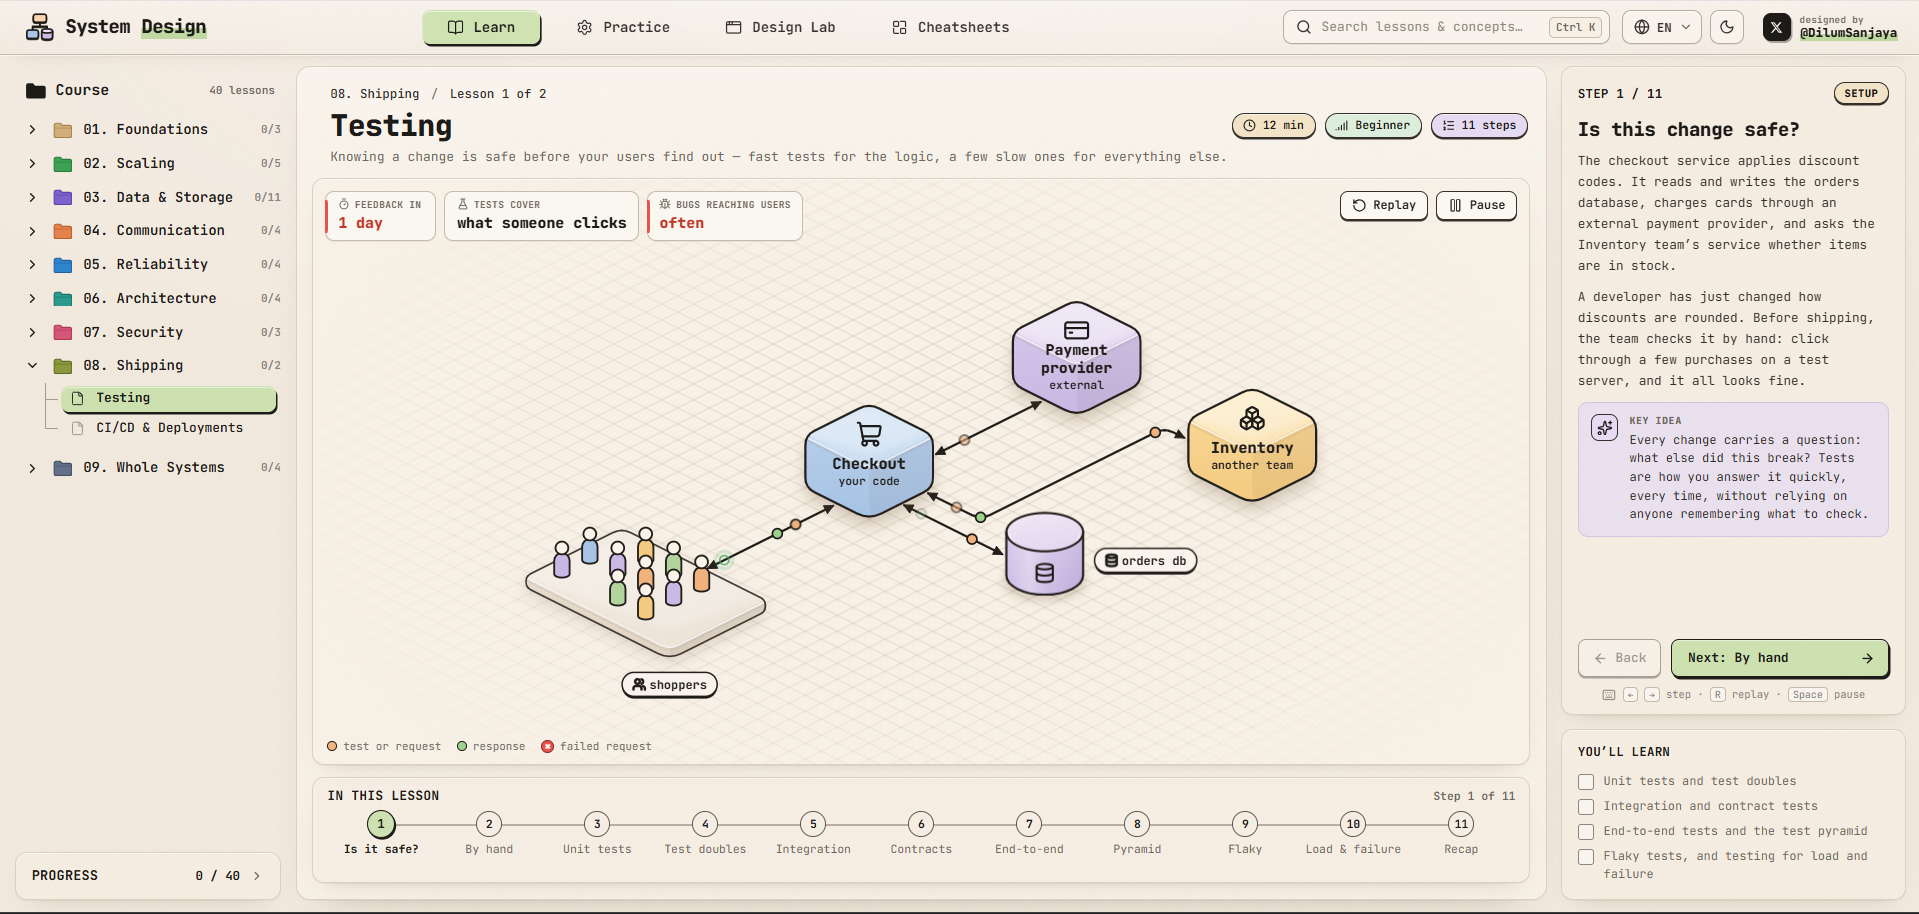 System Design
Learn
Practice
Design Lab
Cheatsheets
Search lessons & concepts…
Ctrl K
EN
designed by
@DilumSanjaya
Course
40 lessons
01. Foundations 0/3
02. Scaling 0/5
03. Data & Storage 0/11
04. Communication 0/4
05. Reliability 0/4
06. Architecture 0/4
07. Security 0/3
08. Shipping 0/2
Testing
CI/CD & Deployments
09. Whole Systems 0/4
PROGRESS 0 / 40
08. Shipping / Lesson 1 of 2
Testing
12 min
Beginner
11 steps
Knowing a change is safe before your users find out — fast tests for the logic, a few slow ones for everything else.
FEEDBACK IN
1 day
TESTS COVER
what someone clicks
BUGS REACHING USERS
often
Replay
Pause
Payment
provider
external
Inventory
another team
Checkout
your code
orders db
shoppers
test or request
response
failed request
IN THIS LESSON
Step 1 of 11
1
2
3
4
5
6
7
8
9
10
11
Is it safe?
By hand
Unit tests
Test doubles
Integration
Contracts
End-to-end
Pyramid
Flaky
Load & failure
Recap
STEP 1 / 11
SETUP
Is this change safe?
The checkout service applies discount
codes. It reads and writes the orders
database, charges cards through an
external payment provider, and asks the
Inventory team’s service whether items
are in stock.
A developer has just changed how
discounts are rounded. Before shipping,
the team checks it by hand: click
through a few purchases on a test
server, and it all looks fine.
KEY IDEA
Every change carries a question:
what else did this break? Tests
are how you answer it quickly,
every time, without relying on
anyone remembering what to check.
← Back
Next: By hand →
← → step · R replay · Space pause
YOU’LL LEARN
Unit tests and test doubles
Integration and contract tests
End-to-end tests and the test pyramid
Flaky tests, and testing for load and
failure